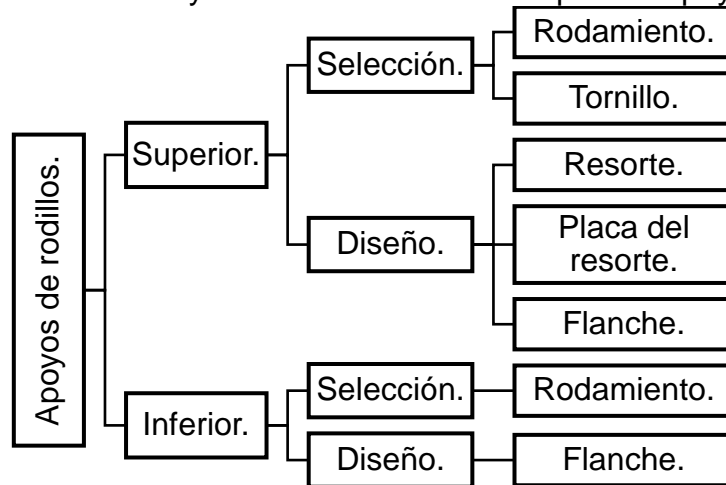 Rodamiento.
Selección.
Tornillo.
Superior.
Resorte.
Diseño.
Placa del
resorte.
Flanche.
Apoyos de rodillos.
Selección.
Rodamiento.
Inferior.
Diseño.
Flanche.